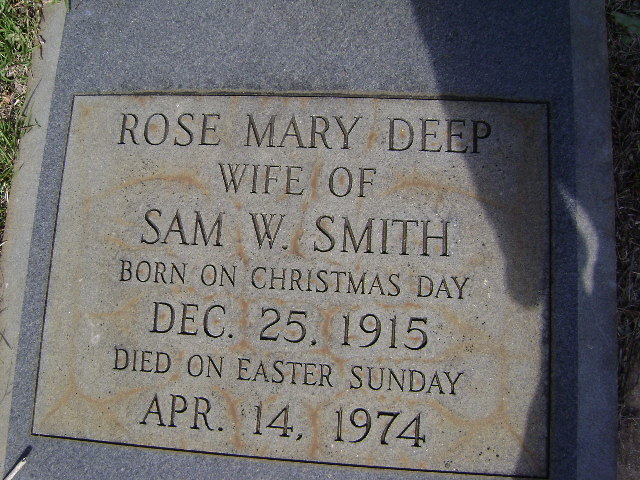 ROSE MARY DEEP
WIFE OF
SAM W. SMITH
BORN ON CHRISTMAS DAY
DEC. 25, 1915
DIED ON EASTER SUNDAY
APR. 14, 1974